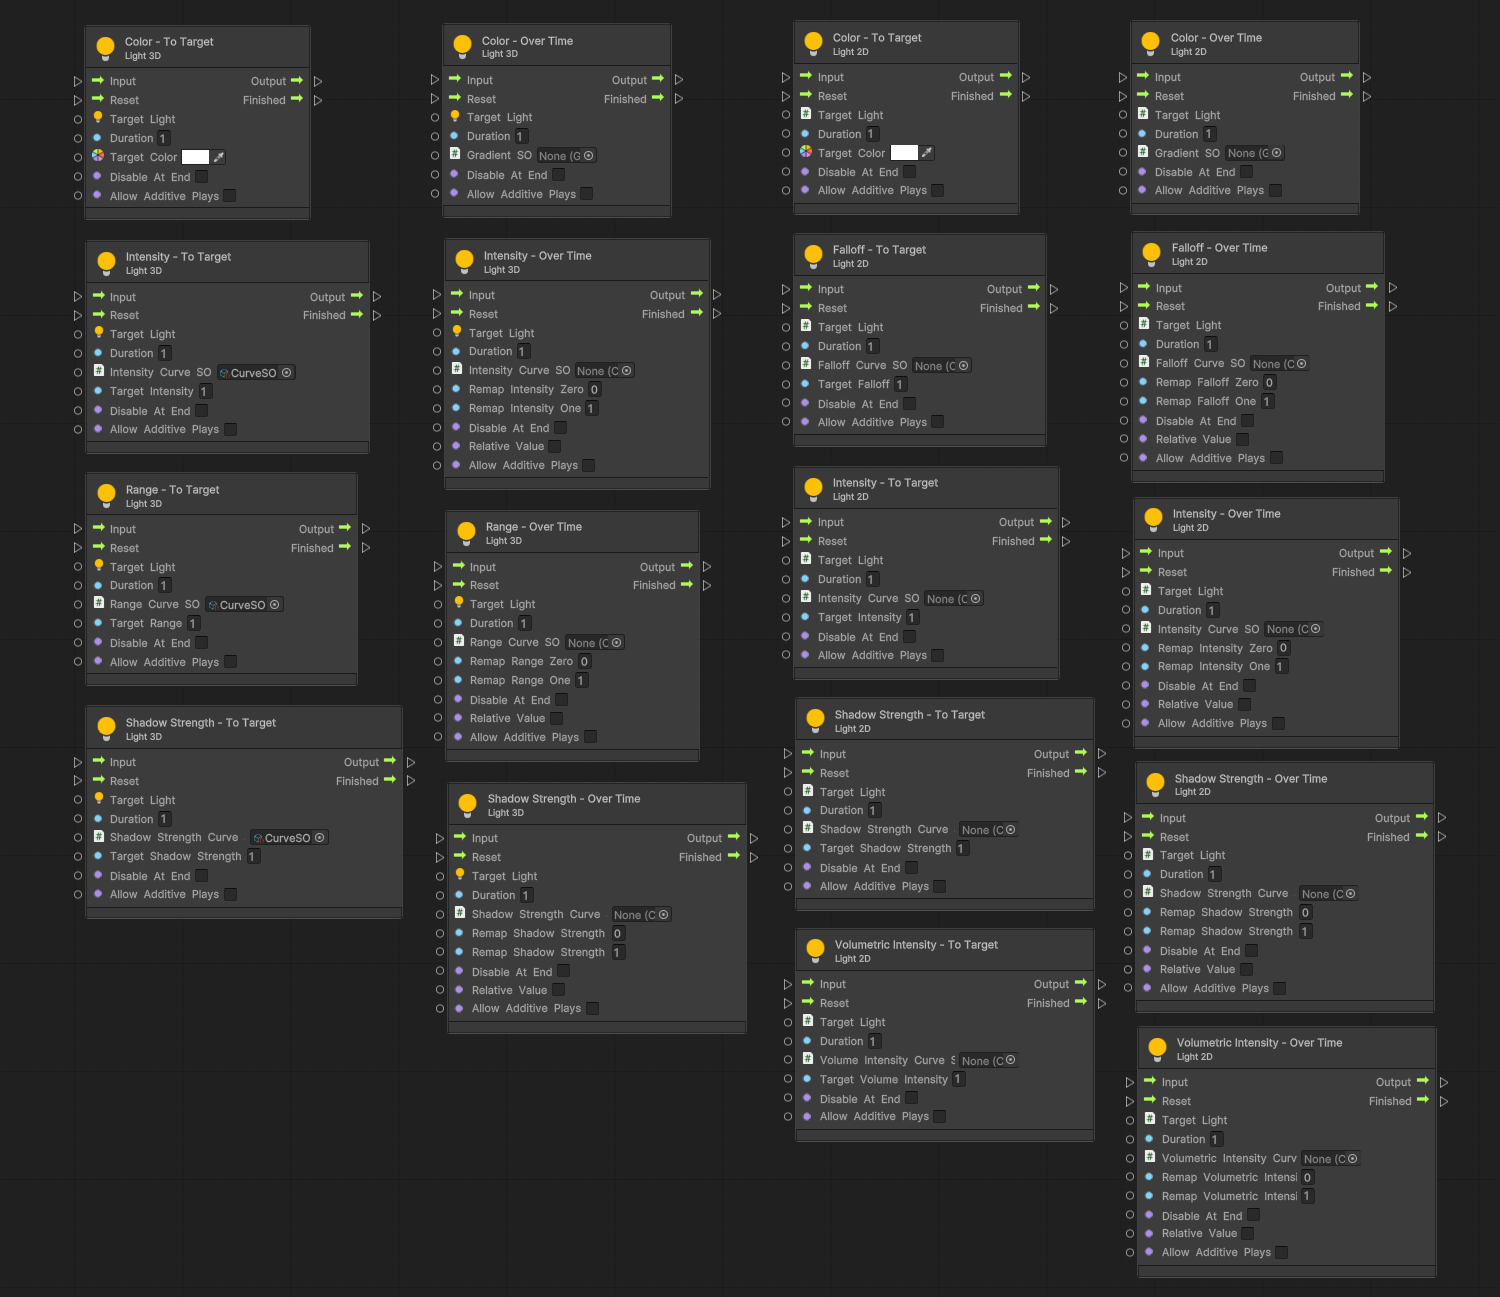 Color - To Target
Light 3D
Input Output
Reset Finished
Target Light
Duration 1
Target Color
Disable At End
Allow Additive Plays
Intensity - To Target
Light 3D
Input Output
Reset Finished
Target Light
Duration 1
Intensity Curve SO CurveSO
Target Intensity 1
Disable At End
Allow Additive Plays
Range - To Target
Light 3D
Input Output
Reset Finished
Target Light
Duration 1
Range Curve SO CurveSO
Target Range 1
Disable At End
Allow Additive Plays
Shadow Strength - To Target
Light 3D
Input Output
Reset Finished
Target Light
Duration 1
Shadow Strength Curve CurveSO
Target Shadow Strength 1
Disable At End
Allow Additive Plays
Color - Over Time
Light 3D
Input Output
Reset Finished
Target Light
Duration 1
Gradient SO None (G
Disable At End
Allow Additive Plays
Intensity - Over Time
Light 3D
Input Output
Reset Finished
Target Light
Duration 1
Intensity Curve SO None (C
Remap Intensity Zero 0
Remap Intensity One 1
Disable At End
Relative Value
Allow Additive Plays
Range - Over Time
Light 3D
Input Output
Reset Finished
Target Light
Duration 1
Range Curve SO None (C
Remap Range Zero 0
Remap Range One 1
Disable At End
Relative Value
Allow Additive Plays
Shadow Strength - Over Time
Light 3D
Input Output
Reset Finished
Target Light
Duration 1
Shadow Strength Curve None (C
Remap Shadow Strength 0
Remap Shadow Strength 1
Disable At End
Relative Value
Allow Additive Plays
Color - To Target
Light 2D
Input Output
Reset Finished
Target Light
Duration 1
Target Color
Disable At End
Allow Additive Plays
Falloff - To Target
Light 2D
Input Output
Reset Finished
Target Light
Duration 1
Falloff Curve SO None (C
Target Falloff 1
Disable At End
Allow Additive Plays
Intensity - To Target
Light 2D
Input Output
Reset Finished
Target Light
Duration 1
Intensity Curve SO None (C
Target Intensity 1
Disable At End
Allow Additive Plays
Shadow Strength - To Target
Light 2D
Input Output
Reset Finished
Target Light
Duration 1
Shadow Strength Curve None (C
Target Shadow Strength 1
Disable At End
Allow Additive Plays
Volumetric Intensity - To Target
Light 2D
Input Output
Reset Finished
Target Light
Duration 1
Volume Intensity Curve S None (C
Target Volume Intensity 1
Disable At End
Allow Additive Plays
Color - Over Time
Light 2D
Input Output
Reset Finished
Target Light
Duration 1
Gradient SO None (G
Disable At End
Allow Additive Plays
Falloff - Over Time
Light 2D
Input Output
Reset Finished
Target Light
Duration 1
Falloff Curve SO None (C
Remap Falloff Zero 0
Remap Falloff One 1
Disable At End
Relative Value
Allow Additive Plays
Intensity - Over Time
Light 2D
Input Output
Reset Finished
Target Light
Duration 1
Intensity Curve SO None (C
Remap Intensity Zero 0
Remap Intensity One 1
Disable At End
Relative Value
Allow Additive Plays
Shadow Strength - Over Time
Light 2D
Input Output
Reset Finished
Target Light
Duration 1
Shadow Strength Curve None (C
Remap Shadow Strength 0
Remap Shadow Strength 1
Disable At End
Relative Value
Allow Additive Plays
Volumetric Intensity - Over Time
Light 2D
Input Output
Reset Finished
Target Light
Duration 1
Volumetric Intensity Curv None (C
Remap Volumetric Intensi 0
Remap Volumetric Intensi 1
Disable At End
Relative Value
Allow Additive Plays